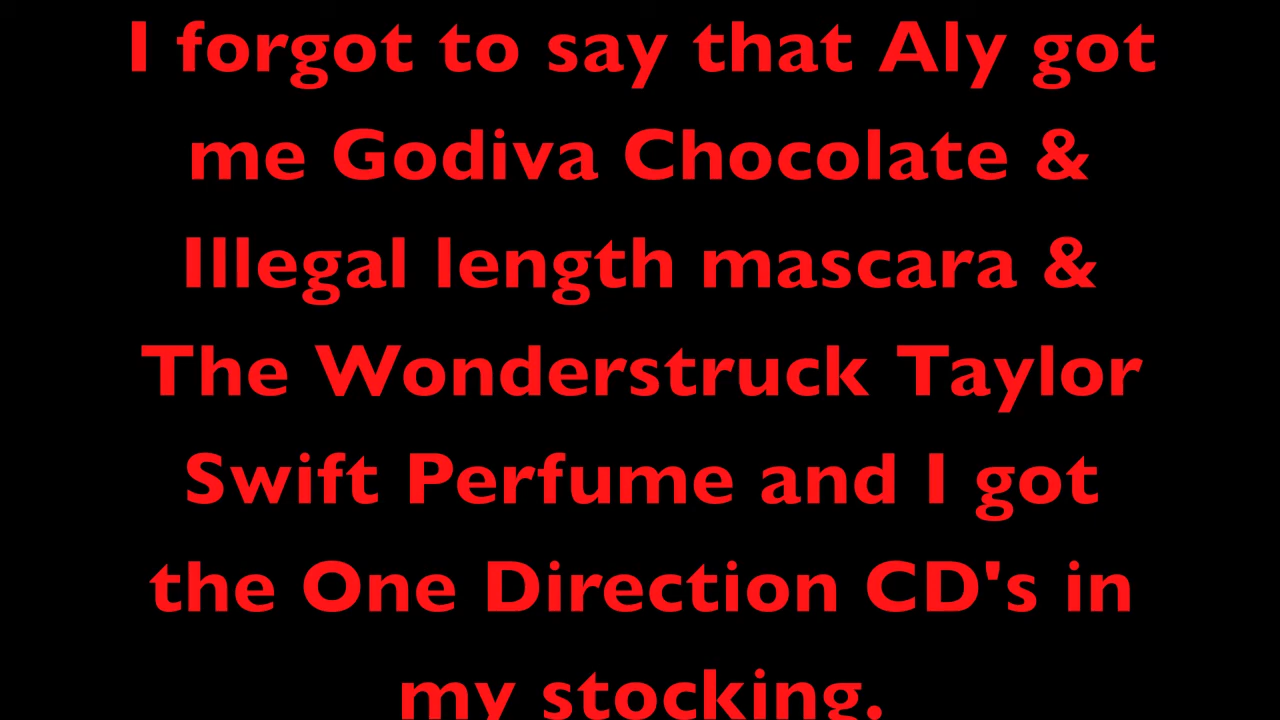 I forgot to say that Aly got
me Godiva Chocolate &
Illegal length mascara &
The Wonderstruck Taylor
Swift Perfume and I got
the One Direction CD's in
my stocking.